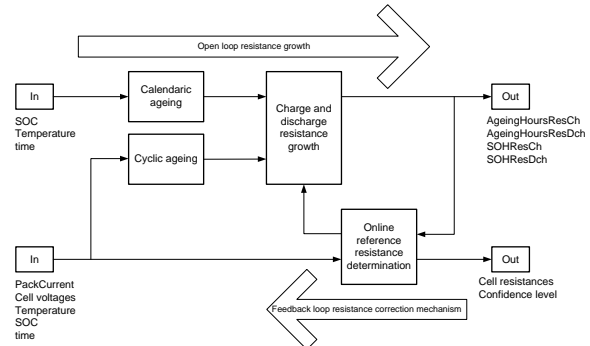 Open loop resistance growth
In
SOC
Temperature
time
Calendaric
ageing
Cyclic ageing
Charge and
discharge
resistance
growth
Out
AgeingHoursResCh
AgeingHoursResDch
SOHResCh
SOHResDch
In
PackCurrent
Cell voltages
Temperature
SOC
time
Online
reference
resistance
determination
Out
Cell resistances
Confidence level
Feedback loop resistance correction mechanism